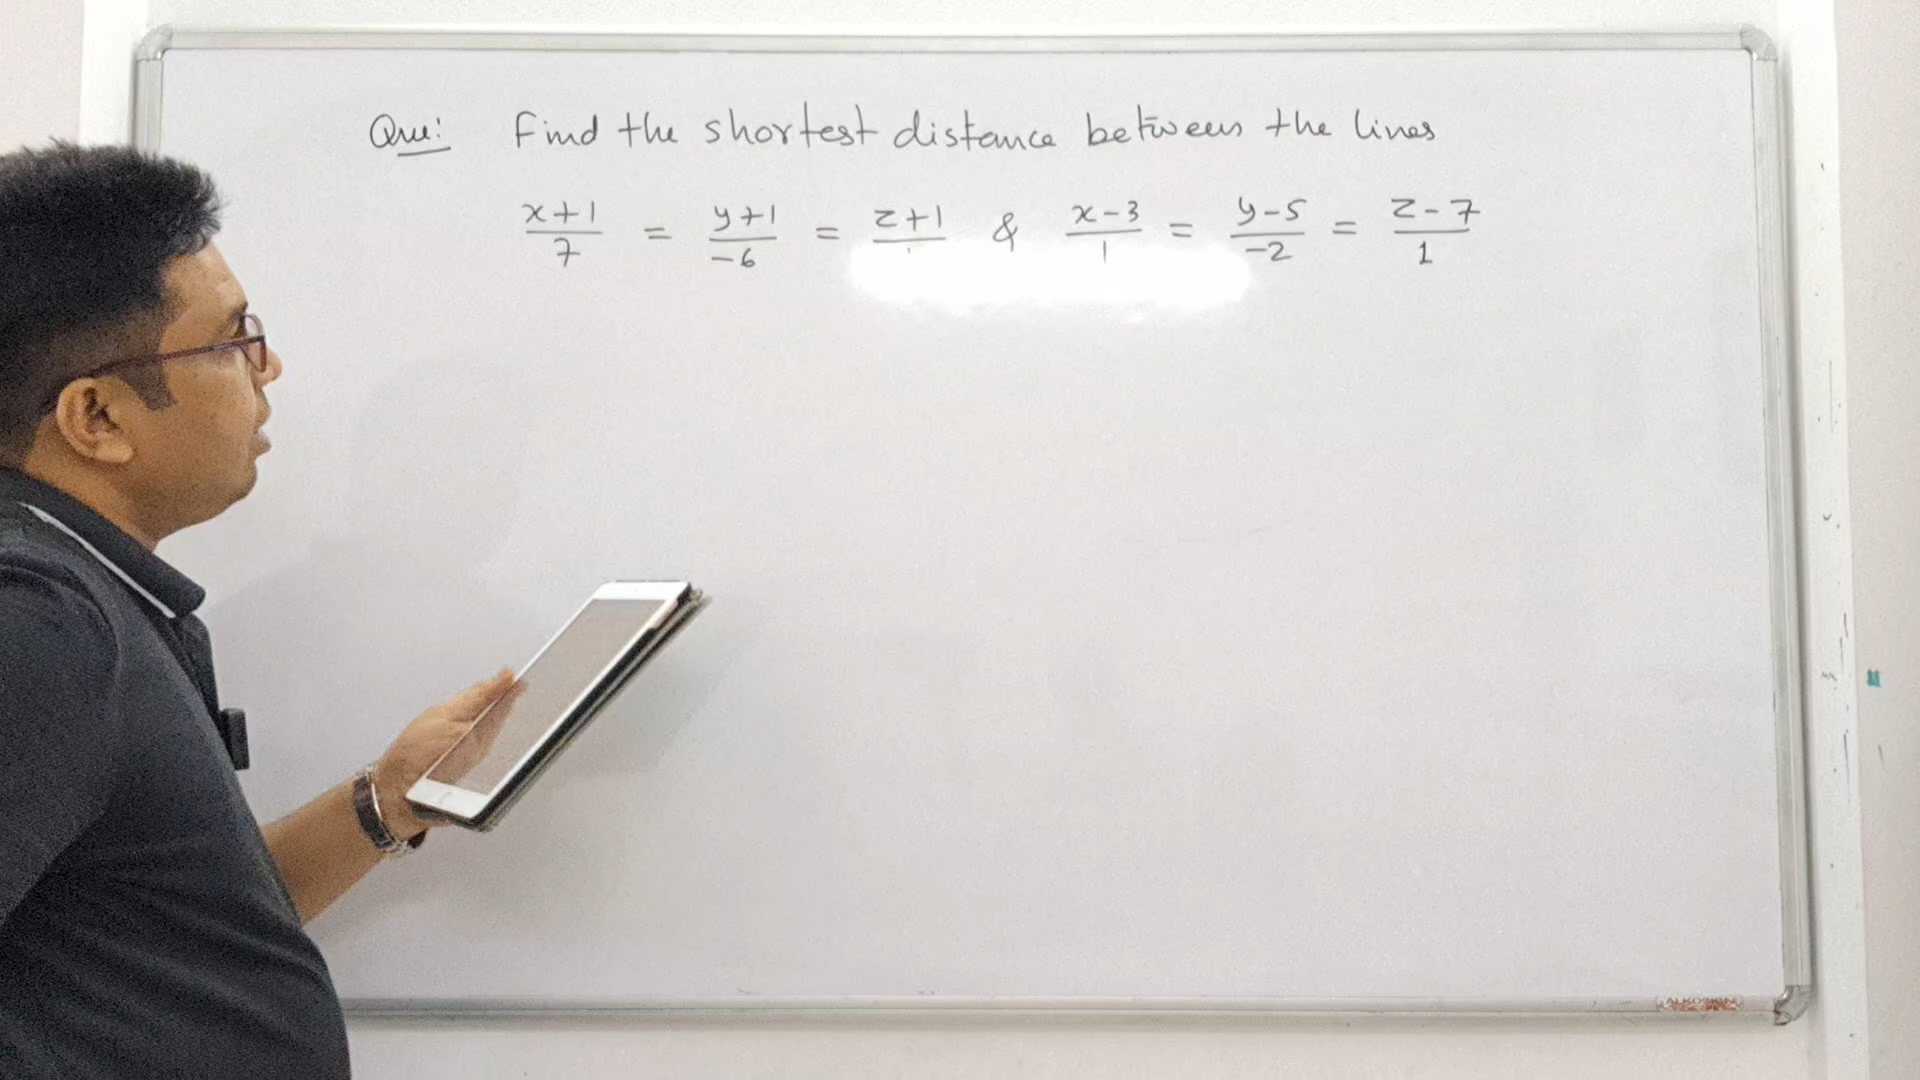 Que: Find the shortest distance between the lines
x+1/7 = y+1/-6 = z+1/ & x-3/1 = y-5/-2 = z-7/1